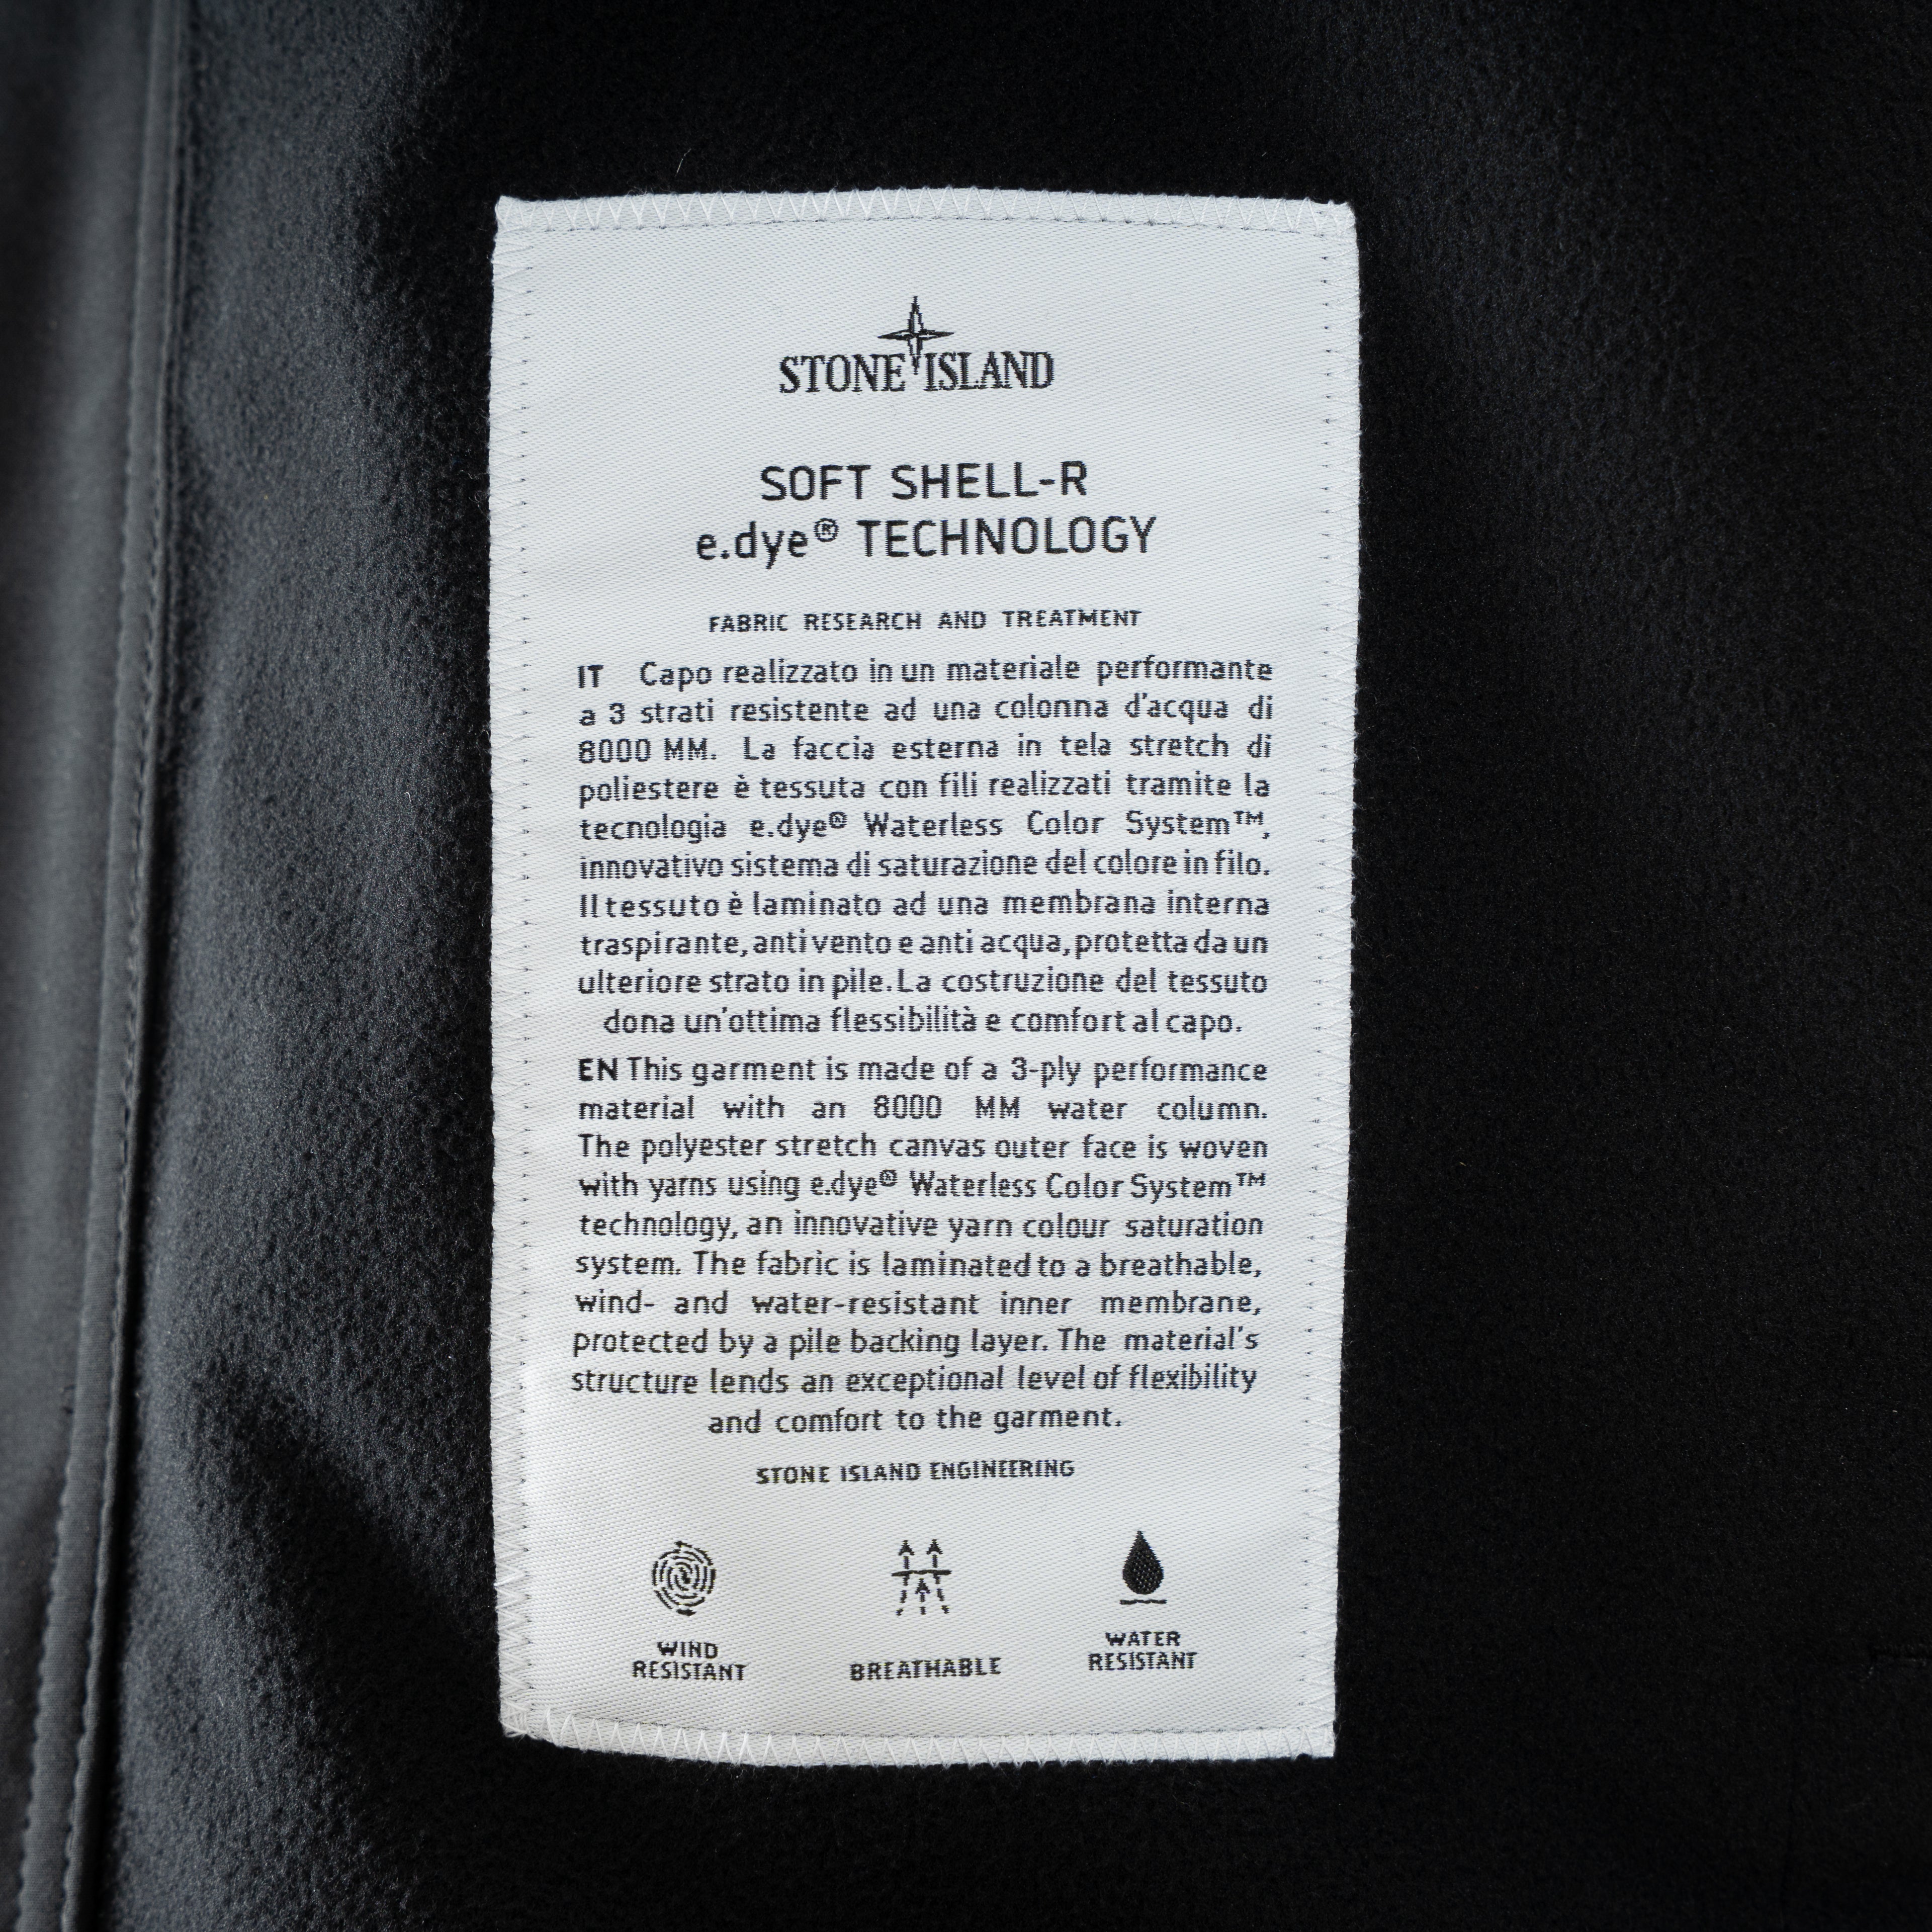 STONE ISLAND
SOFT SHELL-R
e.dye® TECHNOLOGY
FABRIC RESEARCH AND TREATMENT
IT Capo realizzato in un materiale performante
a 3 strati resistente ad una colonna d'acqua di
8000 MM. La faccia esterna in tela stretch di
poliestere è tessuta con fili realizzati tramite la
tecnologia e.dye® Waterless Color System™,
innovativo sistema di saturazione del colore in filo.
Il tessuto è laminato ad una membrana interna
traspirante, anti vento e anti acqua, protetta da un
ulteriore strato in pile. La costruzione del tessuto
dona un'ottima flessibilità e comfort al capo.
EN This garment is made of a 3-ply performance
material with an 8000 MM water column.
The polyester stretch canvas outer face is woven
with yarns using e.dye® Waterless Color System™
technology, an innovative yarn colour saturation
system. The fabric is laminated to a breathable,
wind- and water-resistant inner membrane,
protected by a pile backing layer. The material's
structure lends an exceptional level of flexibility
and comfort to the garment.
STONE ISLAND ENGINEERING
WIND
RESISTANT
BREATHABLE
WATER
RESISTANT